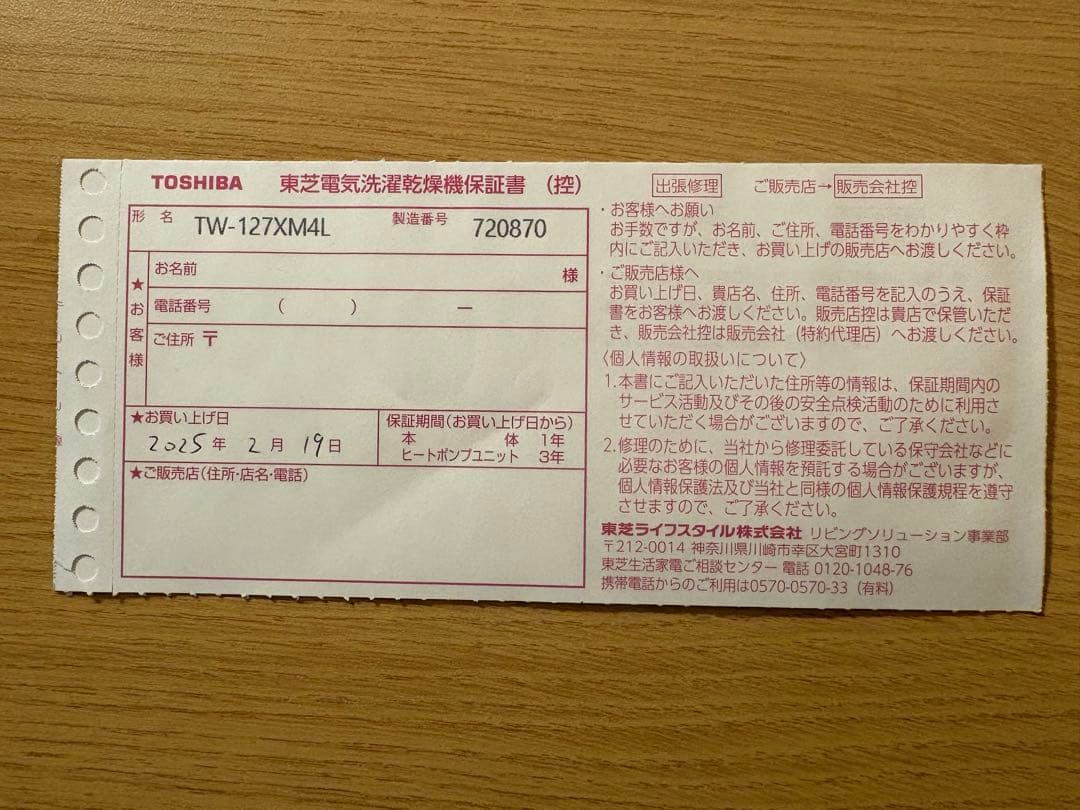 TOSHIBA 東芝電気洗濯乾燥機保証書 (控)
形名 TW-127XM4L 製造番号 720870
★お客様
お名前 様
電話番号 ( ) ―
ご住所 〒
★お買い上げ日
2025年 2月 19日
保証期間(お買い上げ日から)
本体 1年
ヒートポンプユニット 3年
★ご販売店(住所・店名・電話)
出張修理 ご販売店→販売会社控
・お客様へお願い
お手数ですが、お名前、ご住所、電話番号をわかりやすく枠
内にご記入いただき、お買い上げの販売店へお渡しください。
・ご販売店様へ
お買い上げ日、貴店名、住所、電話番号を記入のうえ、保証
書をお客様へお渡しください。販売店控は貴店で保管いただ
き、販売会社控は販売会社（特約代理店）へお渡しください。
〈個人情報の取扱いについて〉
1.本書にご記入いただいた住所等の情報は、保証期間内の
サービス活動及びその後の安全点検活動のために利用さ
せていただく場合がございますので、ご了承ください。
2.修理のために、当社から修理委託している保守会社などに
必要なお客様の個人情報を預託する場合がございますが、
個人情報保護法及び当社と同様の個人情報保護規程を遵守
させますので、ご了承ください。
東芝ライフスタイル株式会社 リビングソリューション事業部
〒212-0014 神奈川県川崎市幸区大宮町1310
東芝生活家電ご相談センター 電話 0120-1048-76
携帯電話からのご利用は0570-0570-33（有料）